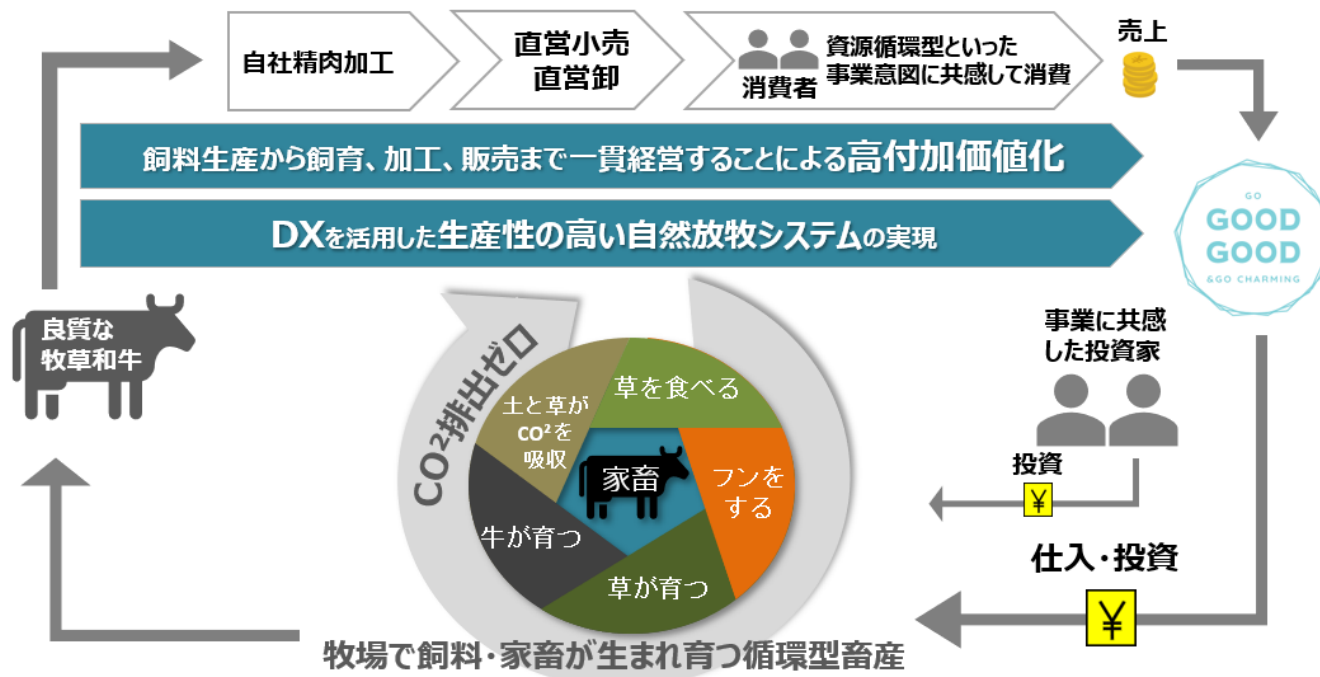 自社精肉加工
直営小売
直営卸
消費者
資源循環型といった
事業意図に共感して消費
売上
飼料生産から飼育、加工、販売まで一貫経営することによる高付加価値化
DXを活用した生産性の高い自然放牧システムの実現
GO
GOOD
GOOD
&GO CHARMING
良質な
牧草和牛
CO²排出ゼロ
草を食べる
フンを
する
草が育つ
牛が育つ
土と草が
CO²を
吸収
家畜
事業に共感
した投資家
投資
¥
仕入・投資
¥
牧場で飼料・家畜が生まれ育つ循環型畜産